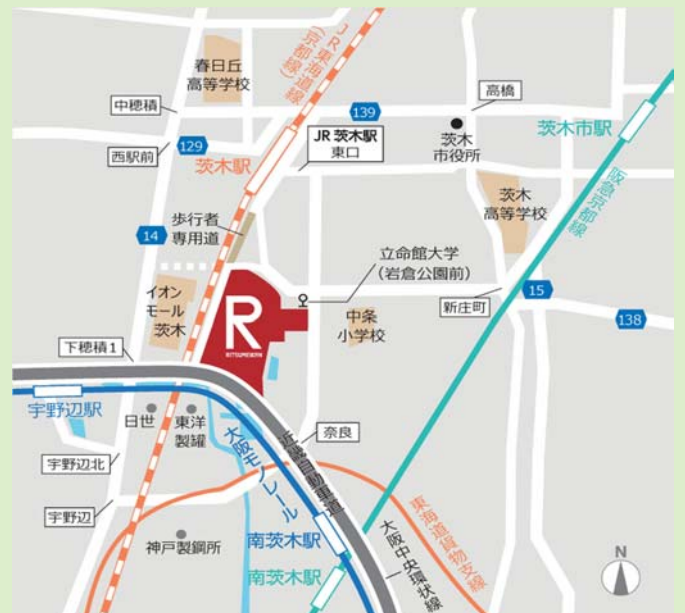 JR東海道線
(京都線)
春日丘
高等学校
中穂積
139
高橋
129
西駅前
茨木駅
JR 茨木駅
東口
茨木
市役所
茨木市駅
阪急京都線
茨木
高等学校
歩行者
専用道
14
立命館大学
(岩倉公園前)
イオン
モール
茨木
R
RITSUMEIKAN
中条
小学校
新庄町
15
138
下穂積1
宇野辺駅
日世
東洋
製罐
奈良
宇野辺北
大阪モノレール
近畿自動車道
宇野辺
神戸製鋼所
南茨木駅
南茨木駅
東海道貨物支線
大阪中央環状線
N